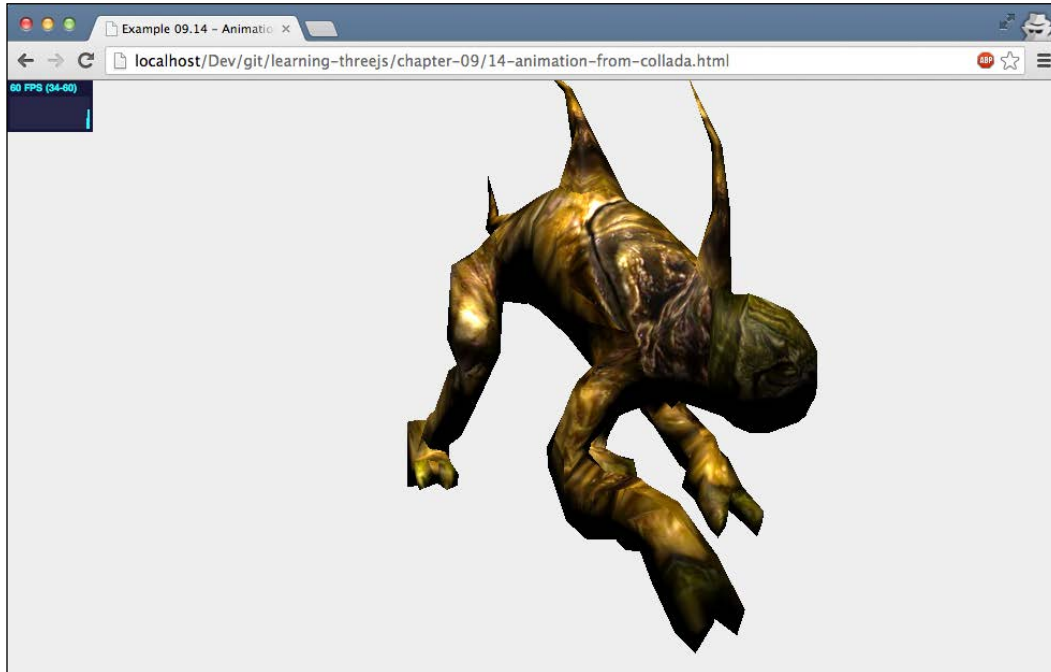 Example 09.14 – Animatio
localhost/Dev/git/learning-threejs/chapter-09/14-animation-from-collada.html
ABP
60 FPS (34-60)